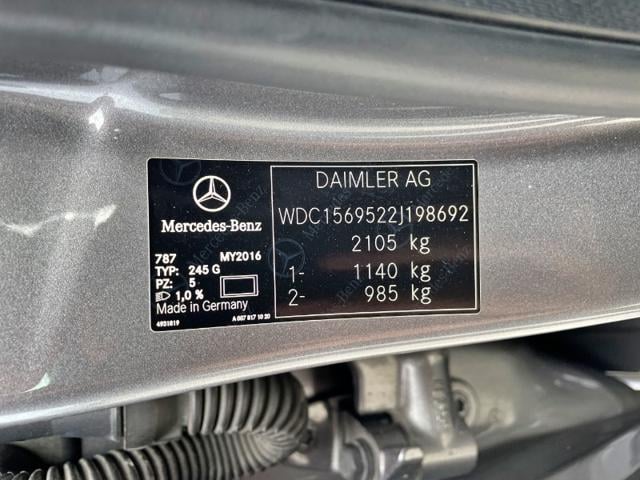 Mercedes-Benz
787 MY2016
TYP: 245 G
PZ: 5
1,0 %
Made in Germany
4931819 A 007 817 10 20
DAIMLER AG
WDC1569522J198692
2105 kg
1- 1140 kg
2- 985 kg